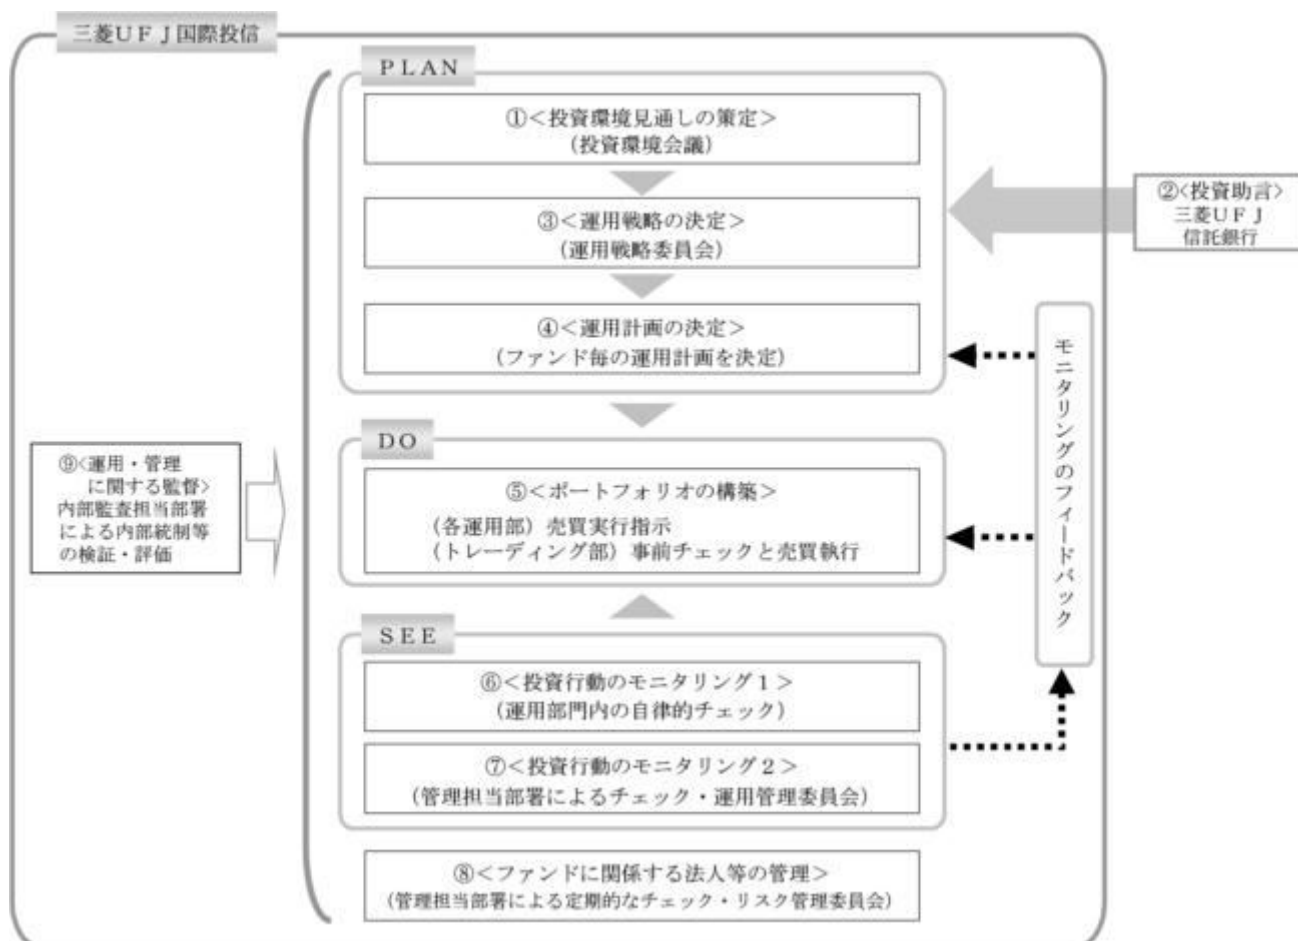 三菱ＵＦＪ国際投信
ＰＬＡＮ
①＜投資環境見通しの策定＞
（投資環境会議）
②<投資助言>
三菱ＵＦＪ
信託銀行
③＜運用戦略の決定＞
（運用戦略委員会）
④＜運用計画の決定＞
（ファンド毎の運用計画を決定）
モニタリングのフィードバック
ＤＯ
⑤＜ポートフォリオの構築＞
（各運用部）売買実行指示
（トレーディング部）事前チェックと売買執行
⑨<運用・管理
に関する監督>
内部監査担当部署
による内部統制等
の検証・評価
ＳＥＥ
⑥＜投資行動のモニタリング１＞
（運用部門内の自律的チェック）
⑦＜投資行動のモニタリング２＞
（管理担当部署によるチェック・運用管理委員会）
⑧＜ファンドに関係する法人等の管理＞
（管理担当部署による定期的なチェック・リスク管理委員会）